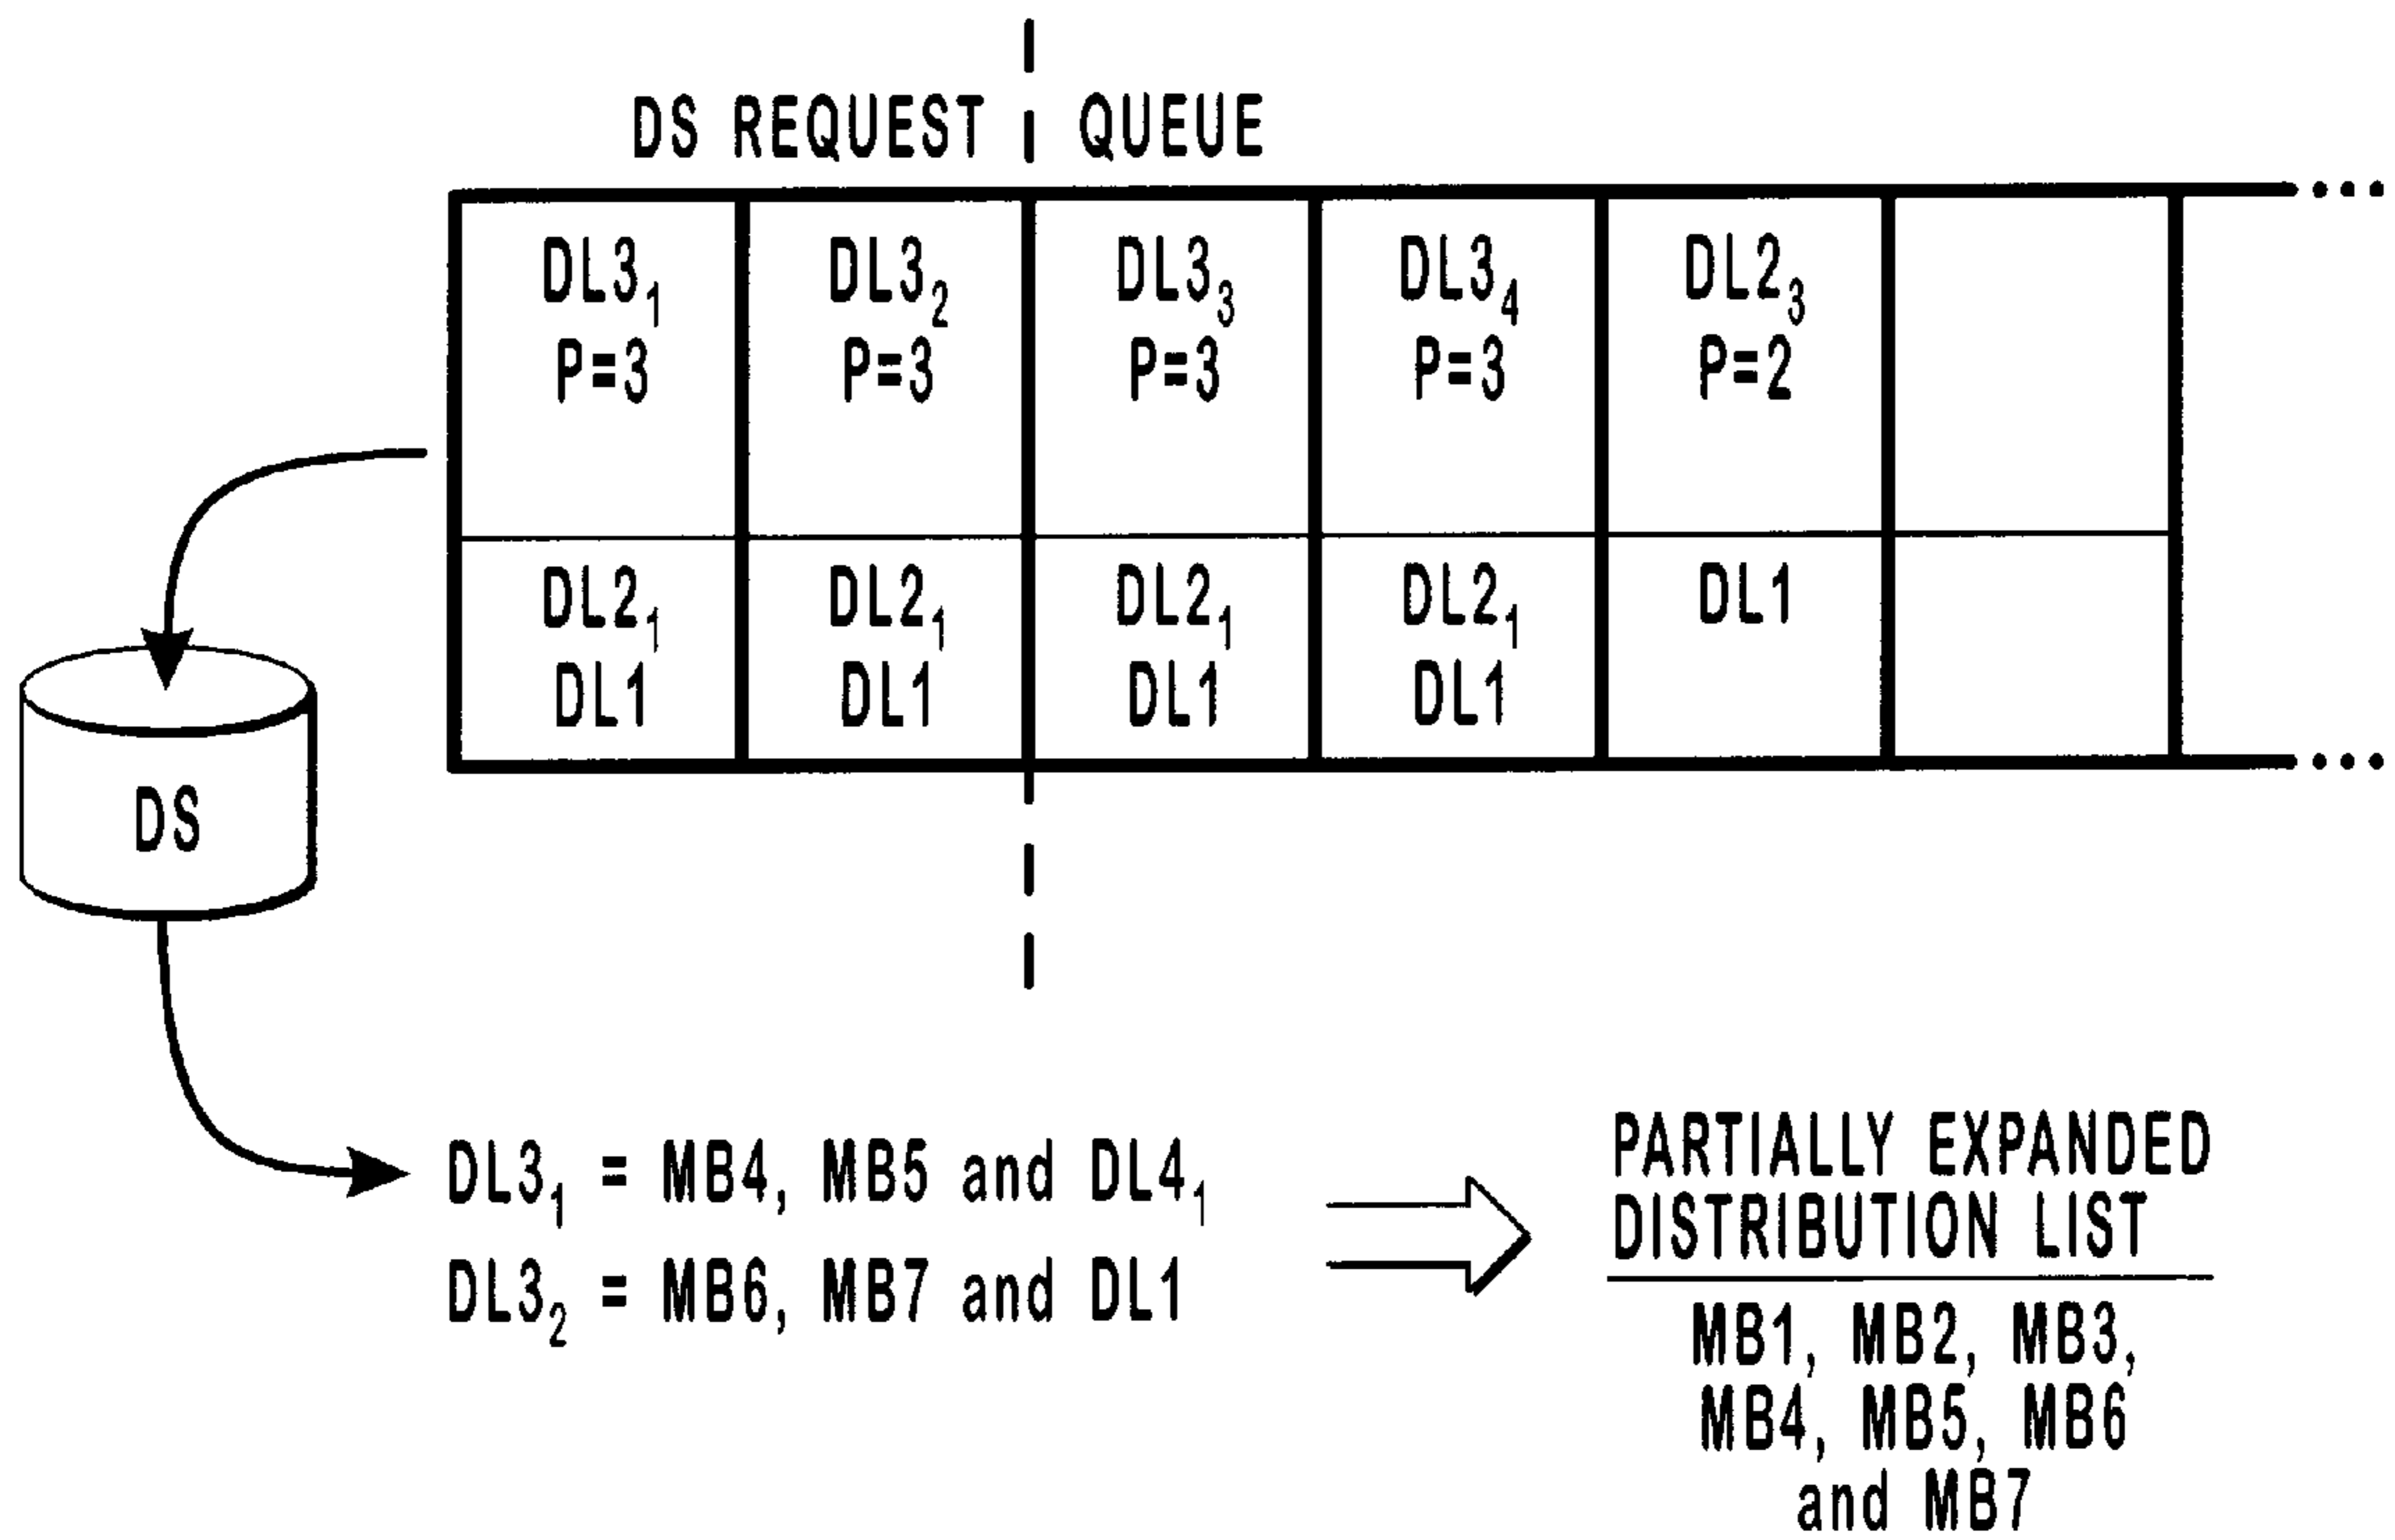 DS REQUEST QUEUE
DL3₁ DL3₂ DL3₃ DL3₄ DL2₃
P=3 P=3 P=3 P=3 P=2
DL2₁ DL2₁ DL2₁ DL2₁ DL1
DL1 DL1 DL1 DL1
DS
DL3₁ = MB4, MB5 and DL4₁
DL3₂ = MB6, MB7 and DL1
PARTIALLY EXPANDED
DISTRIBUTION LIST
MB1, MB2, MB3,
MB4, MB5, MB6
and MB7